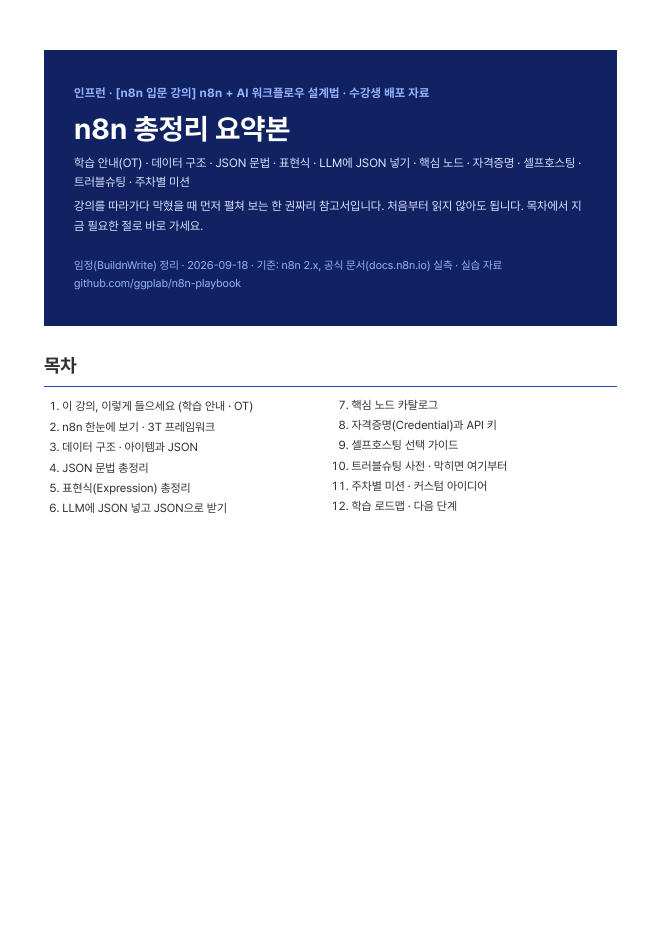 인프런 · [n8n 입문 강의] n8n + AI 워크플로우 설계법 · 수강생 배포 자료
n8n 총정리 요약본
학습 안내(OT) · 데이터 구조 · JSON 문법 · 표현식 · LLM에 JSON 넣기 · 핵심 노드 · 자격증명 · 셀프호스팅 ·
트러블슈팅 · 주차별 미션
강의를 따라가다 막혔을 때 먼저 펼쳐 보는 한 권짜리 참고서입니다. 처음부터 읽지 않아도 됩니다. 목차에서 지
금 필요한 절로 바로 가세요.
임정(BuildnWrite) 정리 · 2026-09-18 · 기준: n8n 2.x, 공식 문서(docs.n8n.io) 실측 · 실습 자료
github.com/ggplab/n8n-playbook
목차
1. 이 강의, 이렇게 들으세요 (학습 안내 · OT)
2. n8n 한눈에 보기 · 3T 프레임워크
3. 데이터 구조 · 아이템과 JSON
4. JSON 문법 총정리
5. 표현식(Expression) 총정리
6. LLM에 JSON 넣고 JSON으로 받기
7. 핵심 노드 카탈로그
8. 자격증명(Credential)과 API 키
9. 셀프호스팅 선택 가이드
10. 트러블슈팅 사전 · 막히면 여기부터
11. 주차별 미션 · 커스텀 아이디어
12. 학습 로드맵 · 다음 단계